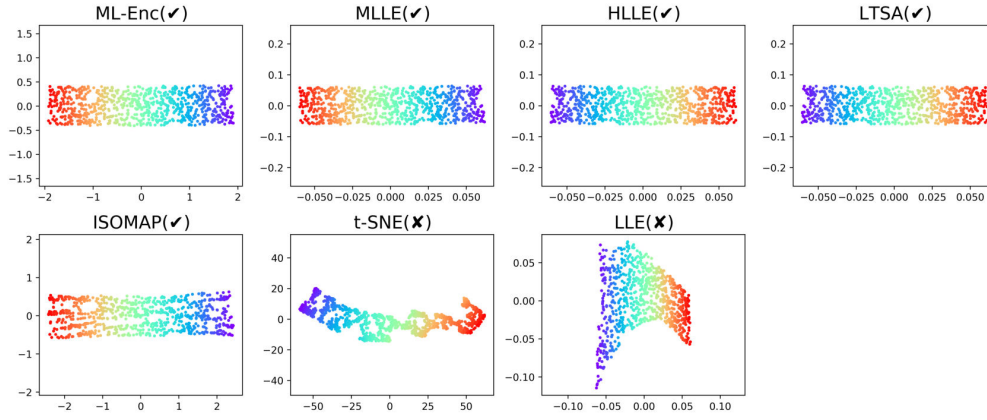 ML-Enc(✔) MLLE(✔) HLLE(✔) LTSA(✔)
1.5 0.2 0.2 0.2
1.0
0.5 0.1 0.1 0.1
0.0 0.0 0.0 0.0
−0.5 −0.1 −0.1 −0.1
−1.0
−1.5 −0.2 −0.2 −0.2
−2 −1 0 1 2 −0.050 −0.025 0.000 0.025 0.050 −0.050 −0.025 0.000 0.025 0.050 −0.050 −0.025 0.000 0.025 0.050
ISOMAP(✔) t-SNE(✘) LLE(✘)
2 40 0.05
1 20 0.00
0 0 −0.05
−1 −20 −0.10
−2 −40
−2 −1 0 1 2 −50 −25 0 25 50 −0.10 −0.05 0.00 0.05 0.10